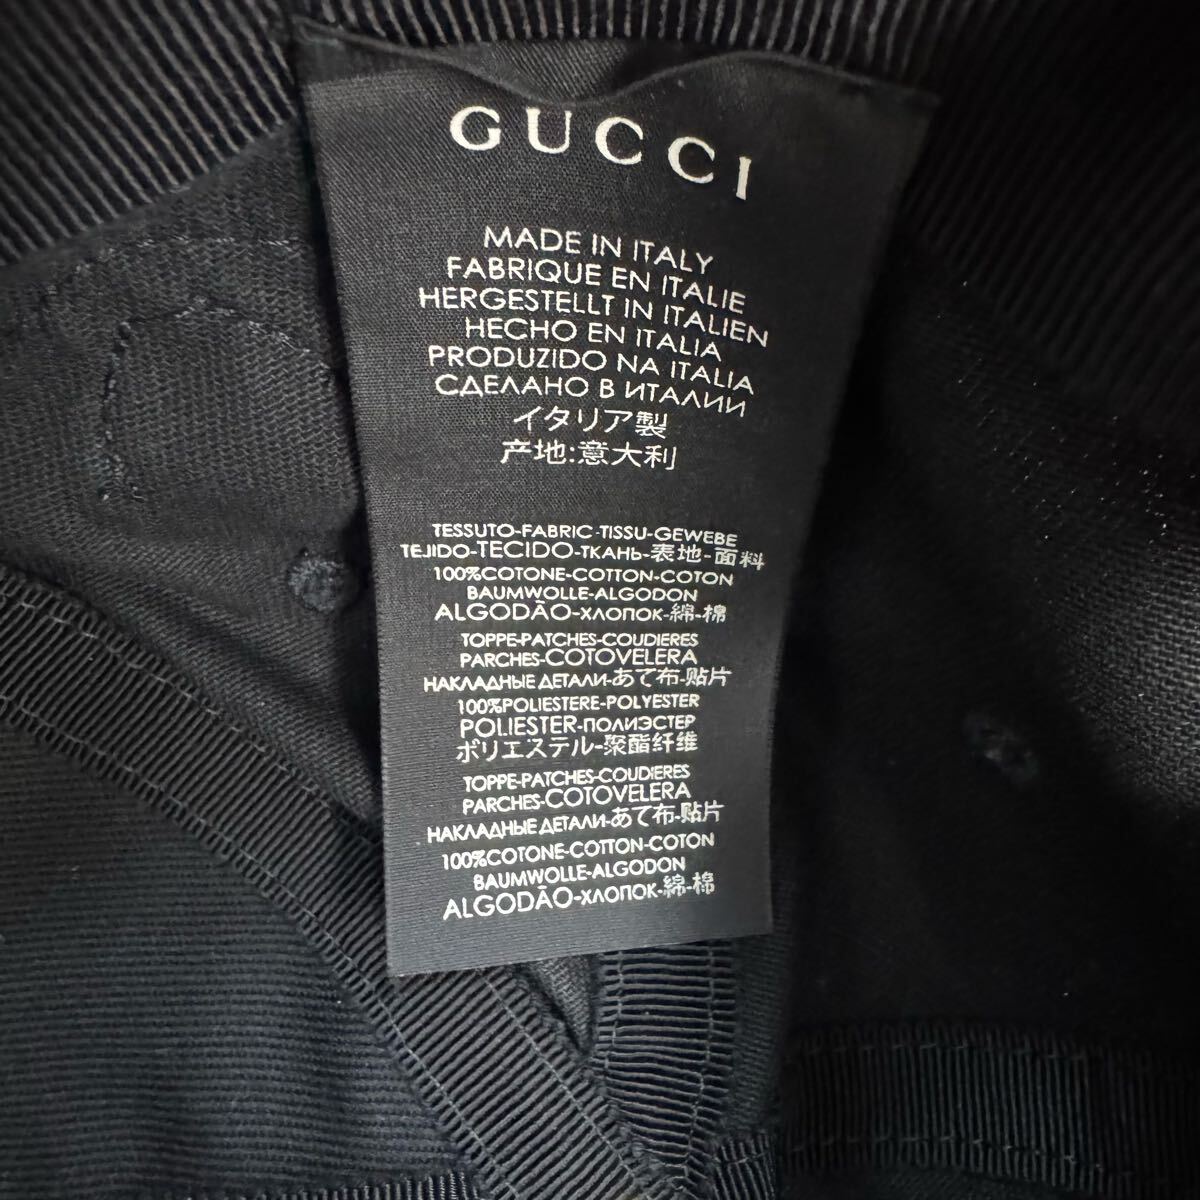 GUCCI
MADE IN ITALY
FABRIQUE EN ITALIE
HERGESTELLT IN ITALIEN
HECHO EN ITALIA
PRODUZIDO NA ITALIA
СДЕЛАНО В ИТАЛИИ
イタリア製
产地:意大利
TESSUTO-FABRIC-TISSU-GEWEBE
TEJIDO-TECIDO-ТКАНЬ-表地-面料
100%COTONE-COTTON-COTON
BAUMWOLLE-ALGODON
ALGODÃO-ХЛОПОК-綿-棉
TOPPE-PATCHES-COUDIERES
PARCHES-COTOVELERA
НАКЛАДНЫЕ ДЕТАЛИ-あて布-贴片
100%POLIESTERE-POLYESTER
POLIESTER-ПОЛИЭСТЕР
ポリエステル-聚酯纤维
TOPPE-PATCHES-COUDIERES
PARCHES-COTOVELERA
НАКЛАДНЫЕ ДЕТАЛИ-あて布-贴片
100%COTONE-COTTON-COTON
BAUMWOLLE-ALGODON
ALGODÃO-ХЛОПОК-綿-棉